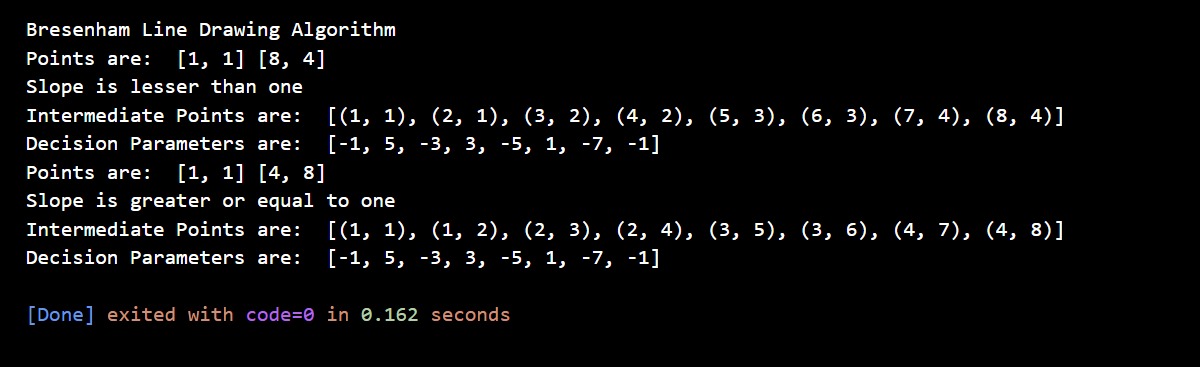 Bresenham Line Drawing Algorithm
Points are:  [1, 1] [8, 4]
Slope is lesser than one
Intermediate Points are:  [(1, 1), (2, 1), (3, 2), (4, 2), (5, 3), (6, 3), (7, 4), (8, 4)]
Decision Parameters are:  [-1, 5, -3, 3, -5, 1, -7, -1]
Points are:  [1, 1] [4, 8]
Slope is greater or equal to one
Intermediate Points are:  [(1, 1), (1, 2), (2, 3), (2, 4), (3, 5), (3, 6), (4, 7), (4, 8)]
Decision Parameters are:  [-1, 5, -3, 3, -5, 1, -7, -1]
[Done] exited with code=0 in 0.162 seconds